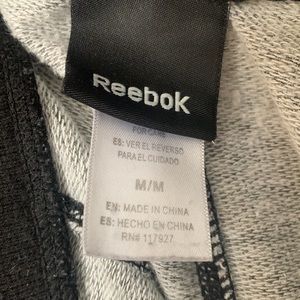 Reebok
FOR CARE
ES: VER EL REVERSO
PARA EL CUIDADO
M/M
EN: MADE IN CHINA
ES: HECHO EN CHINA
RN# 117927